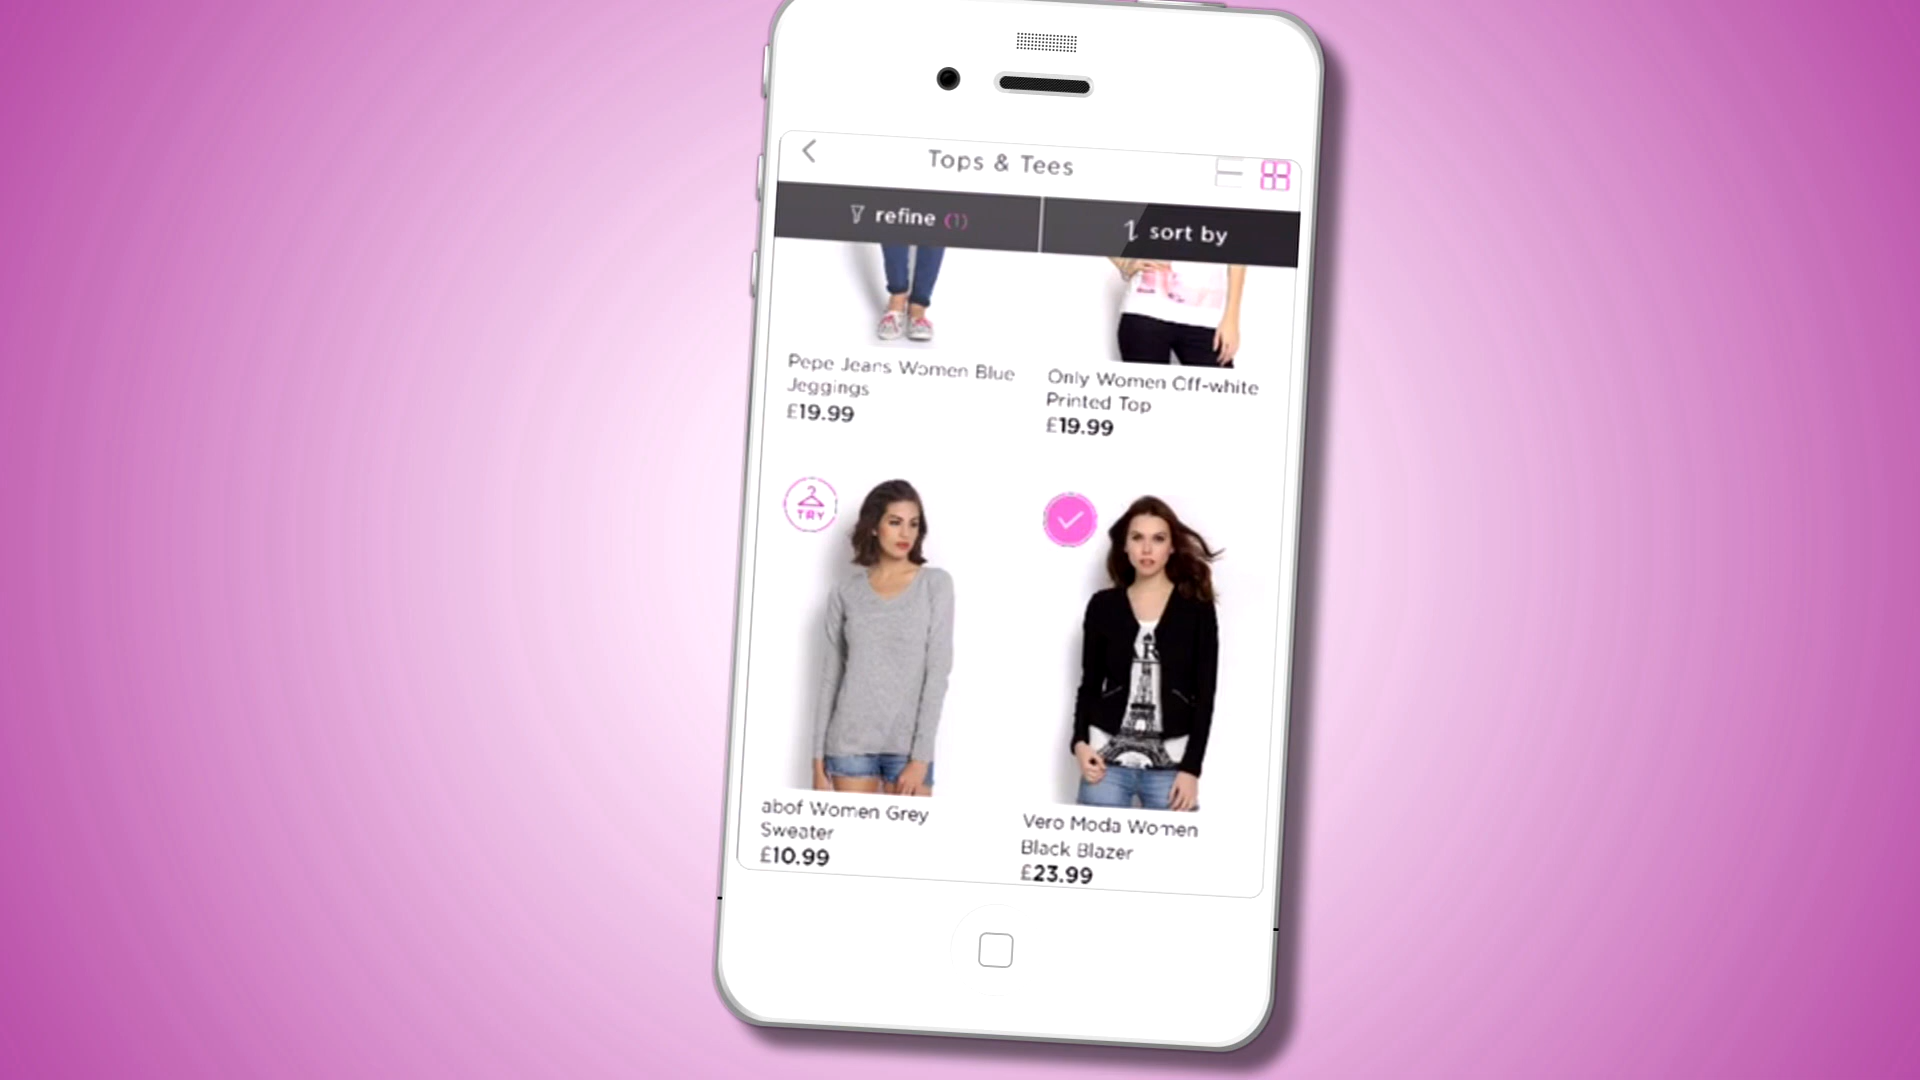 Tops & Tees
refine (1)
sort by
Pepe Jeans Women Blue
Jeggings
£19.99
Only Women Off-white
Printed Top
£19.99
TRY
AR
abof Women Grey
Sweater
£10.99
Vero Moda Women
Black Blazer
£23.99